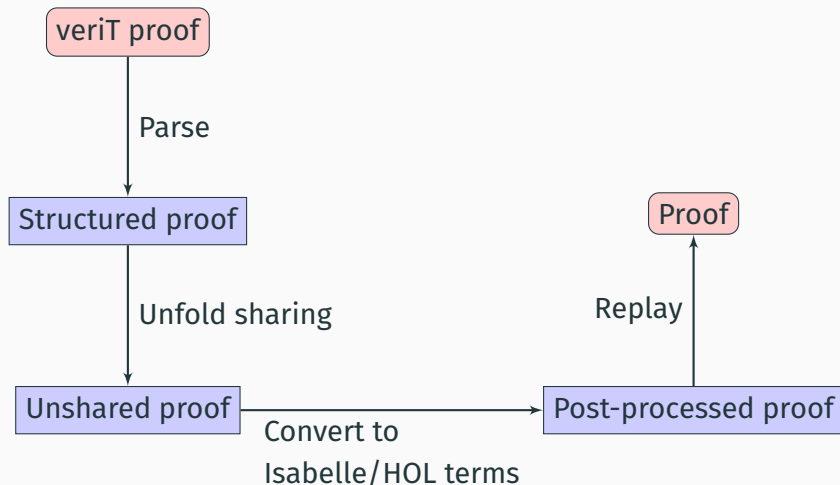 veriT proof
Parse
Structured proof
Proof
Unfold sharing
Replay
Unshared proof
Post-processed proof
Convert to
Isabelle/HOL terms